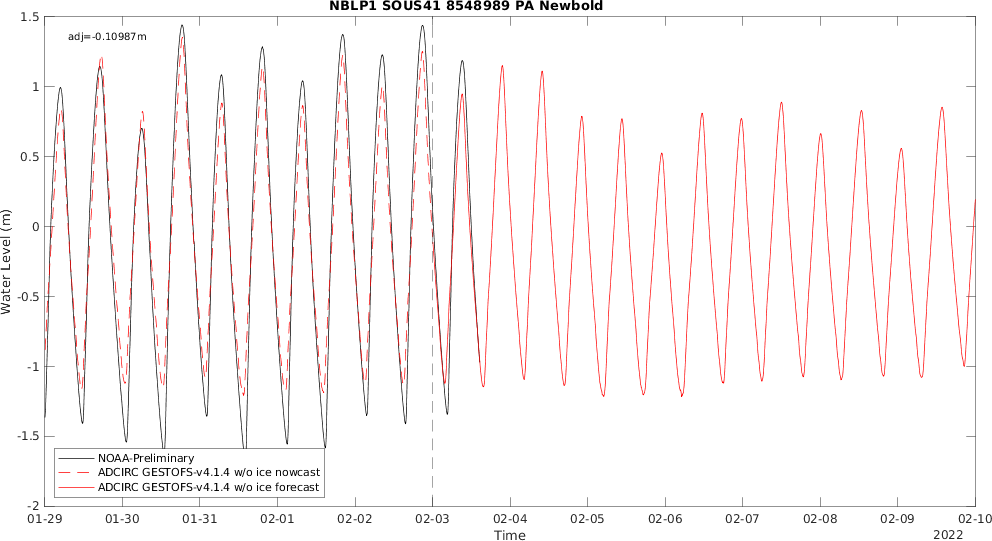 NBLP1 SOUS41 8548989 PA Newbold
adj=-0.10987m
1.5
1
0.5
0
-0.5
-1
-1.5
-2
Water Level (m)
NOAA-Preliminary
ADCIRC GESTOFS-v4.1.4 w/o ice nowcast
ADCIRC GESTOFS-v4.1.4 w/o ice forecast
01-29 01-30 01-31 02-01 02-02 02-03 02-04 02-05 02-06 02-07 02-08 02-09 02-10
Time
2022